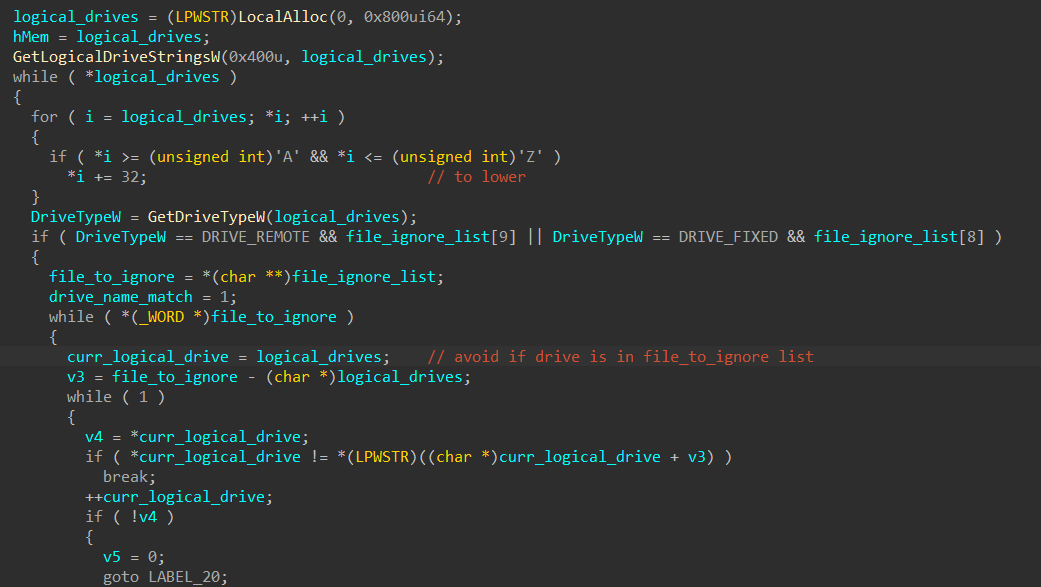 logical_drives = (LPWSTR)LocalAlloc(0, 0x800ui64);
hMem = logical_drives;
GetLogicalDriveStringsW(0x400u, logical_drives);
while ( *logical_drives )
{
  for ( i = logical_drives; *i; ++i )
  {
    if ( *i >= (unsigned int)'A' && *i <= (unsigned int)'Z' )
      *i += 32;                               // to lower
  }
  DriveTypeW = GetDriveTypeW(logical_drives);
  if ( DriveTypeW == DRIVE_REMOTE && file_ignore_list[9] || DriveTypeW == DRIVE_FIXED && file_ignore_list[8] )
  {
    file_to_ignore = *(char **)file_ignore_list;
    drive_name_match = 1;
    while ( *(_WORD *)file_to_ignore )
    {
      curr_logical_drive = logical_drives;    // avoid if drive is in file_to_ignore list
      v3 = file_to_ignore - (char *)logical_drives;
      while ( 1 )
      {
        v4 = *curr_logical_drive;
        if ( *curr_logical_drive != *(LPWSTR)((char *)curr_logical_drive + v3) )
          break;
        ++curr_logical_drive;
        if ( !v4 )
        {
          v5 = 0;
          goto LABEL_20;